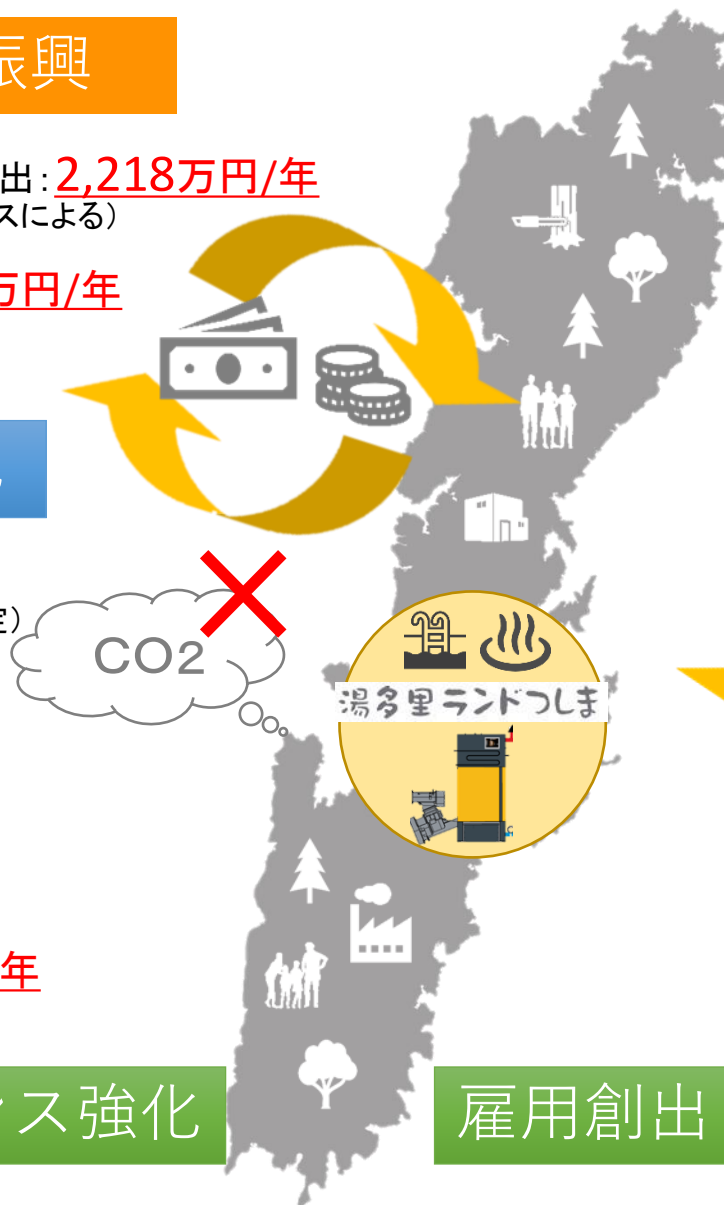 振興
出:2,218万円/年
スによる)
万円/年
定)
CO2
湯多里ランドつしま
年
ス強化
雇用創出